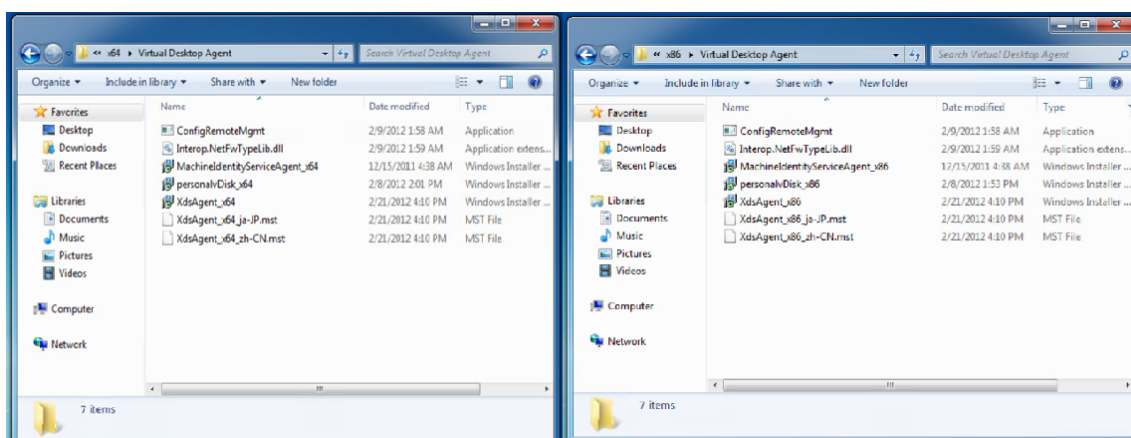 « x64 ▸ Virtual Desktop Agent
Search Virtual Desktop Agent
Organize Include in library Share with New folder
Favorites
Desktop
Downloads
Recent Places
Libraries
Documents
Music
Pictures
Videos
Computer
Network
Name Date modified Type
ConfigRemoteMgmt 2/9/2012 1:58 AM Application
Interop.NetFwTypeLib.dll 2/9/2012 1:59 AM Application extens...
MachineIdentityServiceAgent_x64 12/15/2011 4:38 AM Windows Installer ...
personalvDisk_x64 2/8/2012 2:01 PM Windows Installer ...
XdsAgent_x64 2/21/2012 4:10 PM Windows Installer ...
XdsAgent_x64_ja-JP.mst 2/21/2012 4:10 PM MST File
XdsAgent_x64_zh-CN.mst 2/21/2012 4:10 PM MST File
7 items
« x86 ▸ Virtual Desktop Agent
Search Virtual Desktop Agent
Organize Include in library Share with New folder
Favorites
Desktop
Downloads
Recent Places
Libraries
Documents
Music
Pictures
Videos
Computer
Network
Name Date modified Type
ConfigRemoteMgmt 2/9/2012 1:58 AM Application
Interop.NetFwTypeLib.dll 2/9/2012 1:59 AM Application extens...
MachineIdentityServiceAgent_x86 12/15/2011 4:38 AM Windows Installer ...
personalvDisk_x86 2/8/2012 1:53 PM Windows Installer ...
XdsAgent_x86 2/21/2012 4:10 PM Windows Installer ...
XdsAgent_x86_ja-JP.mst 2/21/2012 4:10 PM MST File
XdsAgent_x86_zh-CN.mst 2/21/2012 4:10 PM MST File
7 items